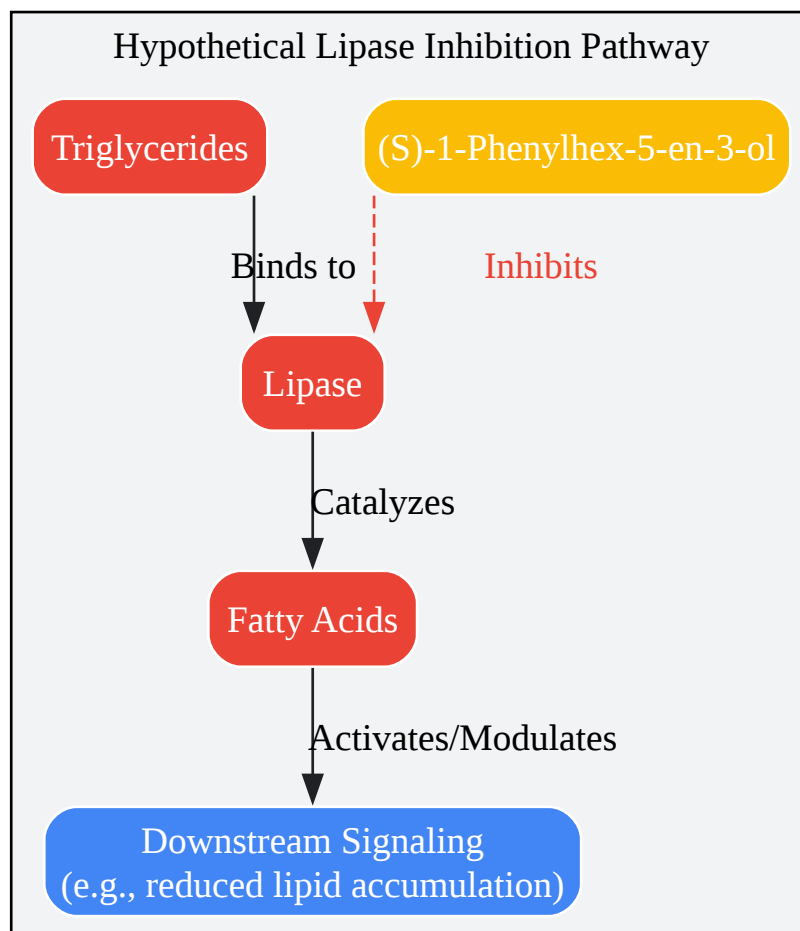 Hypothetical Lipase Inhibition Pathway
Triglycerides
(S)-1-Phenylhex-5-en-3-ol
Binds to
Inhibits
Lipase
Catalyzes
Fatty Acids
Activates/Modulates
Downstream Signaling
(e.g., reduced lipid accumulation)